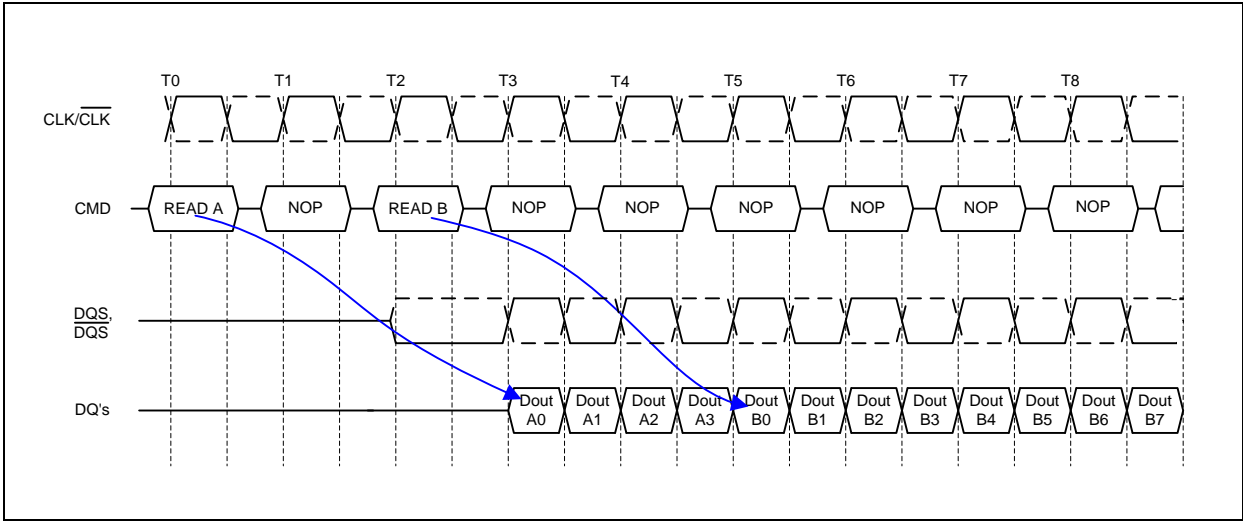 T0 T1 T2 T3 T4 T5 T6 T7 T8
CLK/CLK
CMD READ A NOP READ B NOP NOP NOP NOP NOP NOP
DQS,
DQS
DQ's Dout Dout Dout Dout Dout Dout Dout Dout Dout Dout Dout Dout
A0 A1 A2 A3 B0 B1 B2 B3 B4 B5 B6 B7